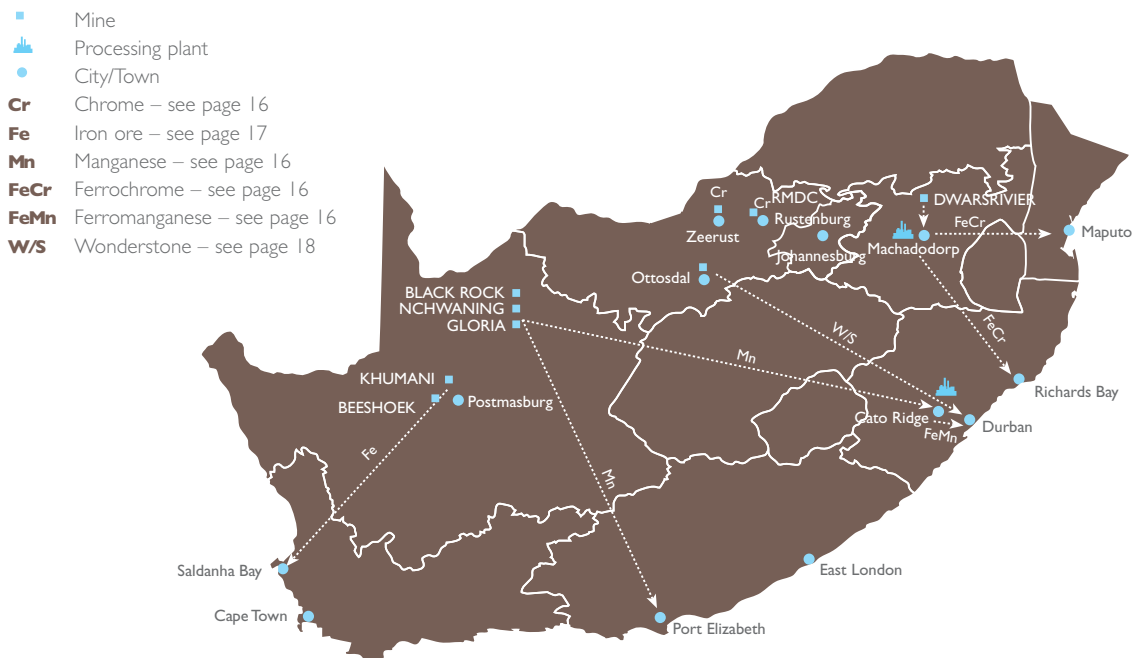 Mine
Processing plant
City/Town
Cr Chrome – see page 16
Fe Iron ore – see page 17
Mn Manganese – see page 16
FeCr Ferrochrome – see page 16
FeMn Ferromanganese – see page 16
W/S Wonderstone – see page 18
Cr
Zeerust
Cr
RMDC
Rustenburg
Johannesburg
DWARSRIVIER
FeCr
Machadodorp
Maputo
Ottosdal
BLACK ROCK
NCHWANING
GLORIA
W/S
FeCr
Mn
KHUMANI
BEESHOEK
Postmasburg
Richards Bay
Cato Ridge
FeMn
Durban
Fe
Mn
Saldanha Bay
East London
Cape Town
Port Elizabeth